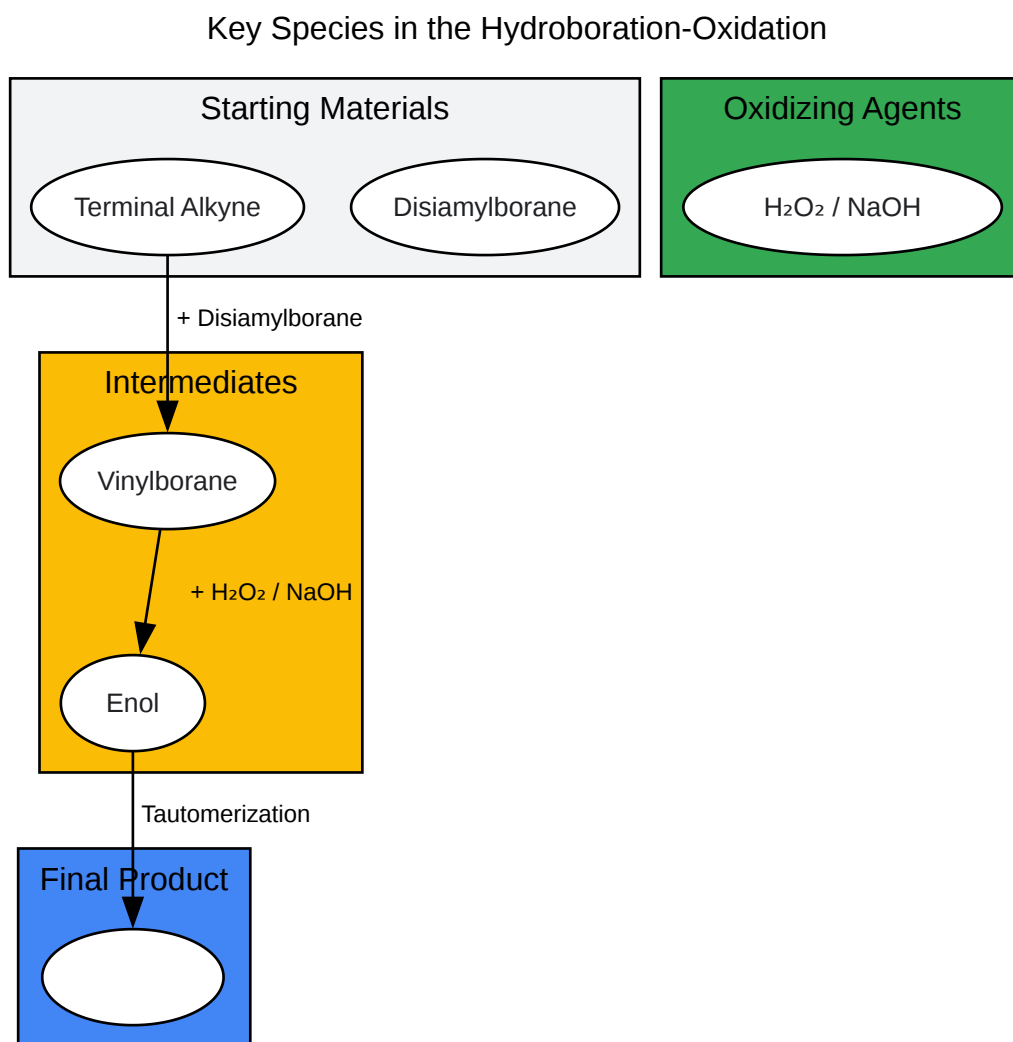 Key Species in the Hydroboration-Oxidation
Starting Materials
Oxidizing Agents
Terminal Alkyne
Disiamylborane
H₂O₂ / NaOH
+ Disiamylborane
Intermediates
Vinylborane
+ H₂O₂ / NaOH
Enol
Tautomerization
Final Product